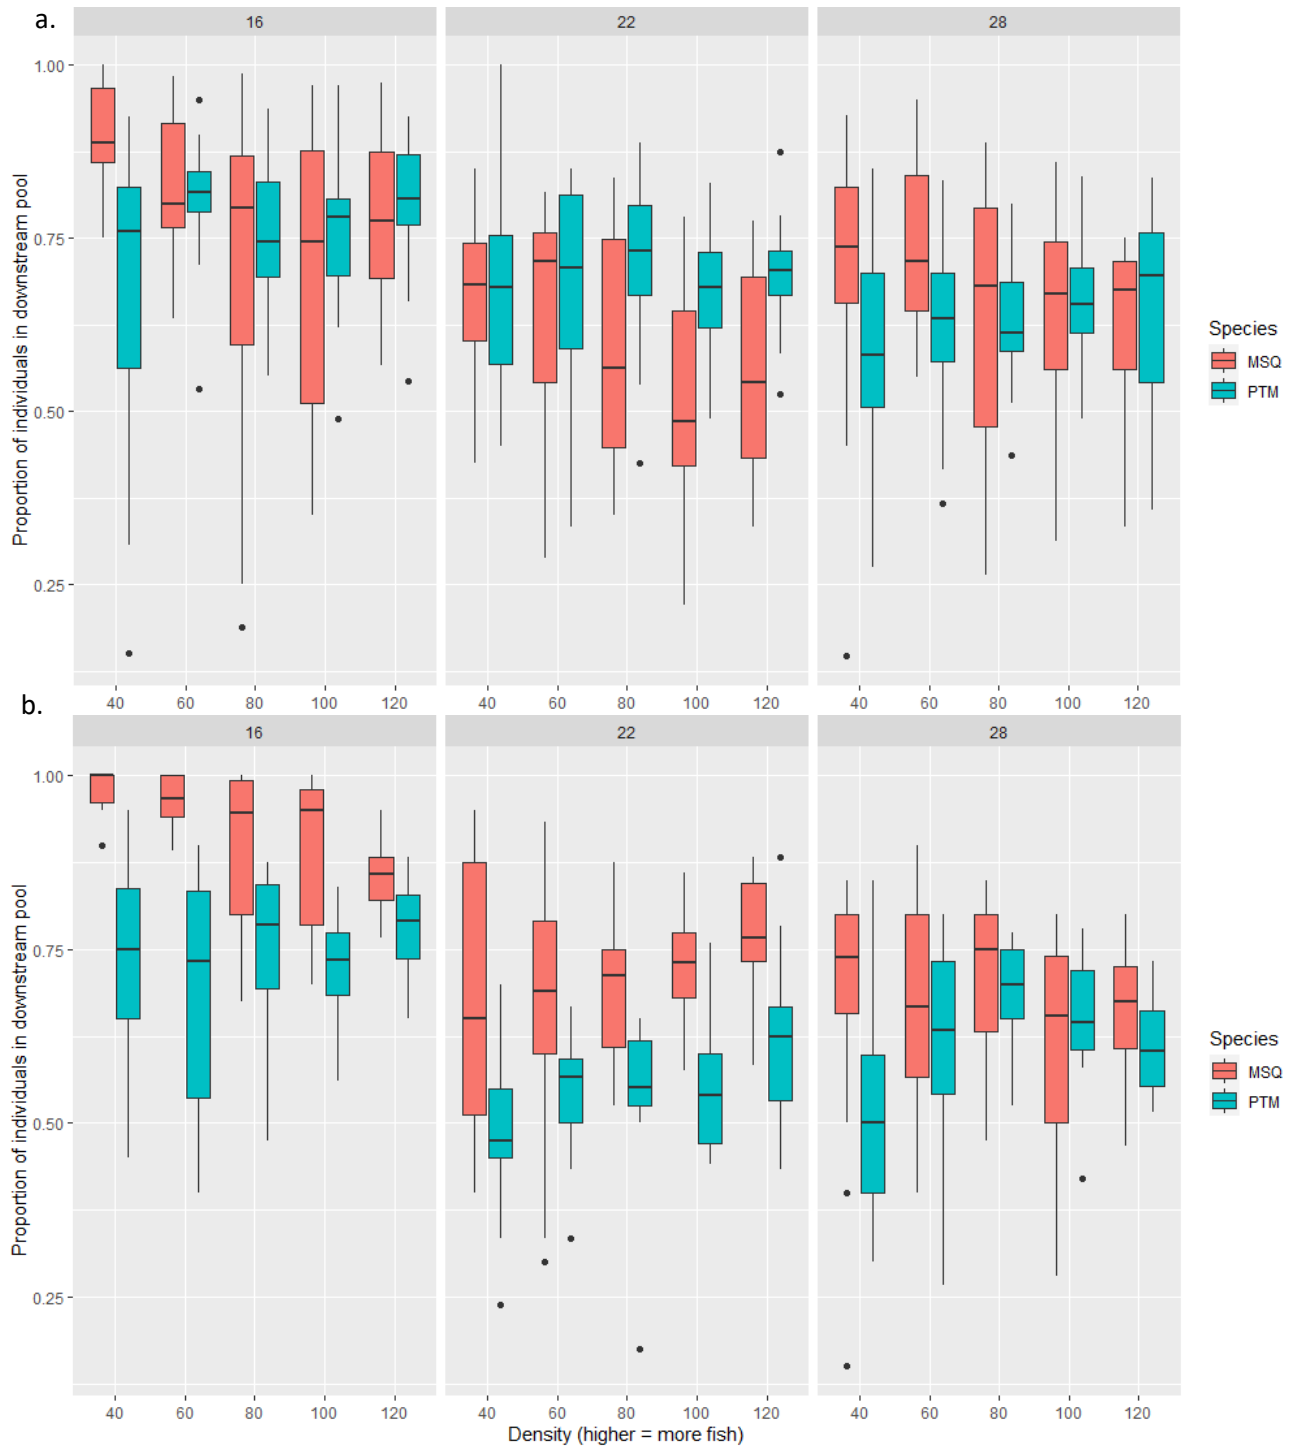 a.
16 22 28
1.00
0.75
0.50
0.25
Proportion of individuals in downstream pool
40 60 80 100 120 40 60 80 100 120 40 60 80 100 120
Species
MSQ
PTM
b.
16 22 28
1.00
0.75
0.50
0.25
Proportion of individuals in downstream pool
40 60 80 100 120 40 60 80 100 120 40 60 80 100 120
Density (higher = more fish)
Species
MSQ
PTM